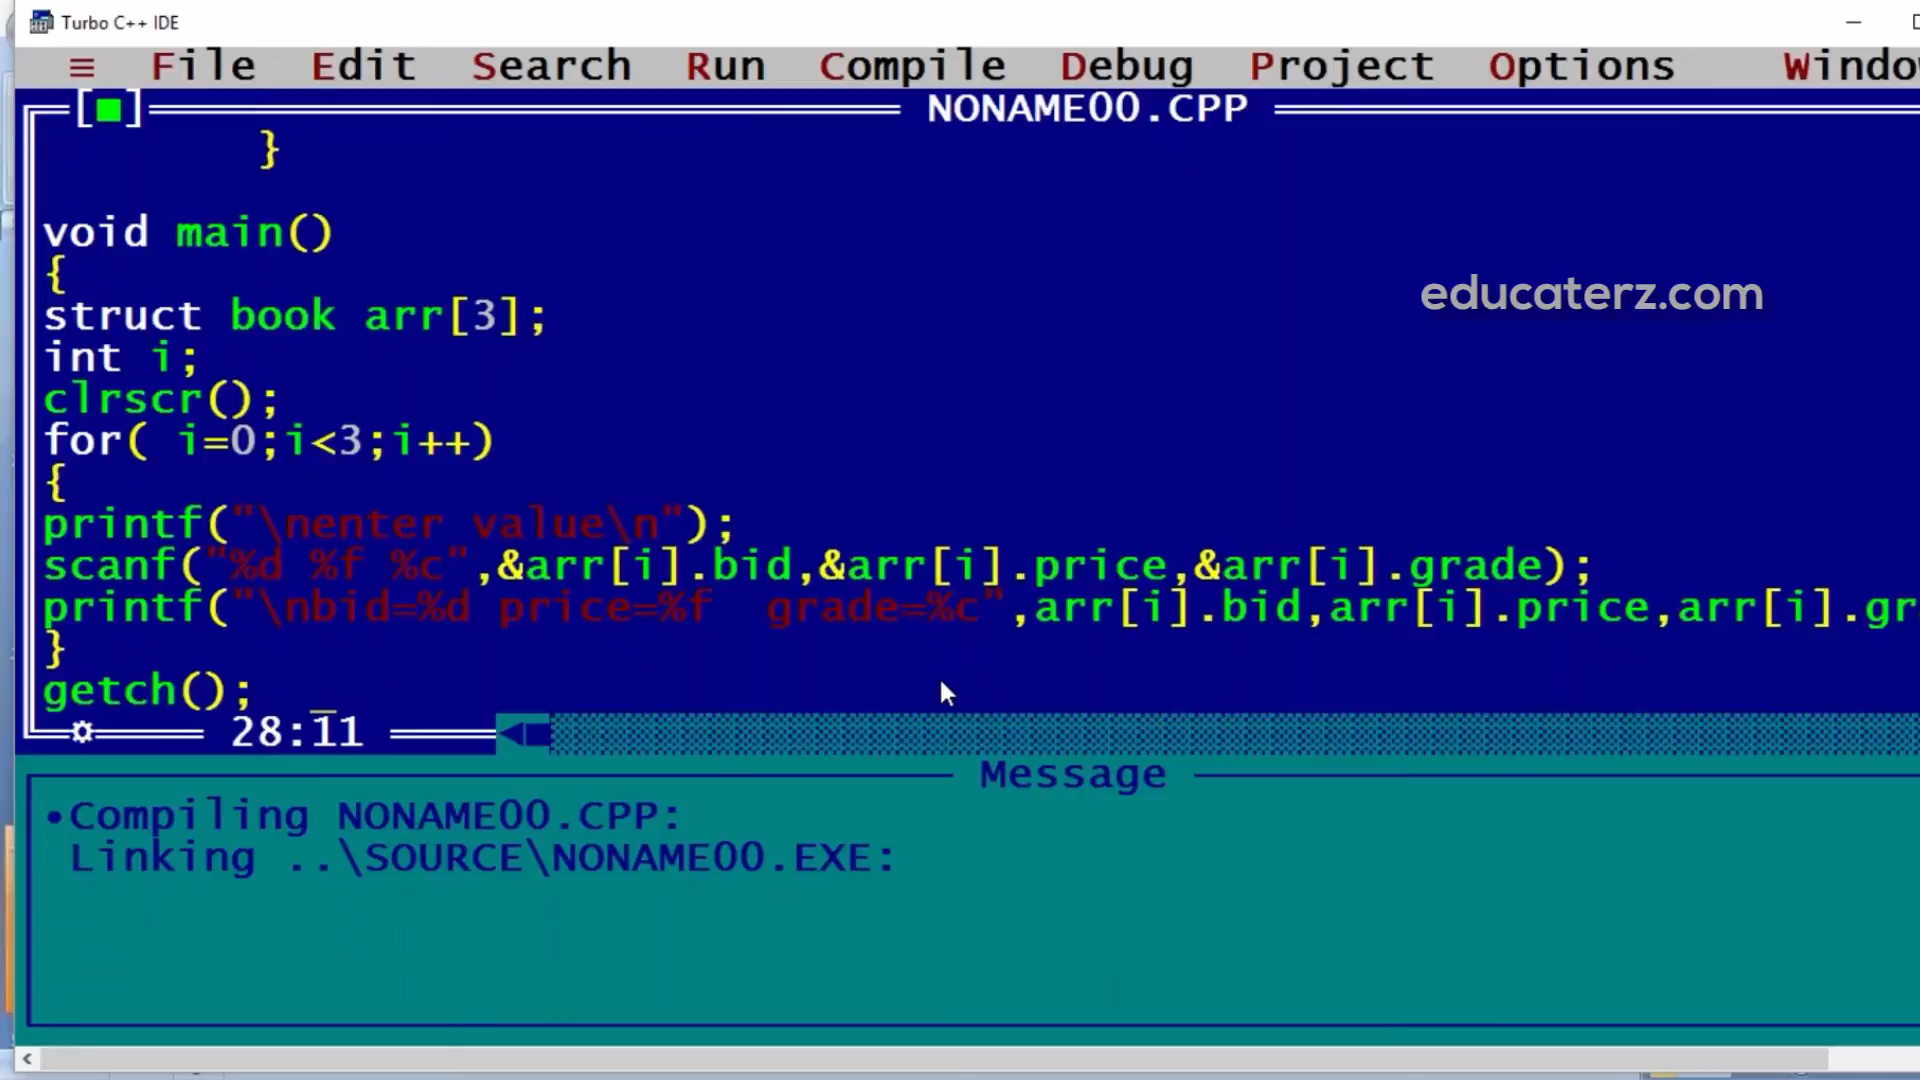 Turbo C++ IDE
≡ File Edit Search Run Compile Debug Project Options
[■] NONAME00.CPP
}
void main()
{
educaterz.com
struct book arr[3];
int i;
clrscr();
for( i=0;i<3;i++)
{
printf("\nenter value\n");
scanf("%d %f %c",&arr[i].bid,&arr[i].price,&arr[i].grade);
printf("\nbid=%d price=%f  grade=%c",arr[i].bid,arr[i].price,arr[i].gr
}
getch();
28:11
Message
•Compiling NONAME00.CPP:
Linking ..\SOURCE\NONAME00.EXE: